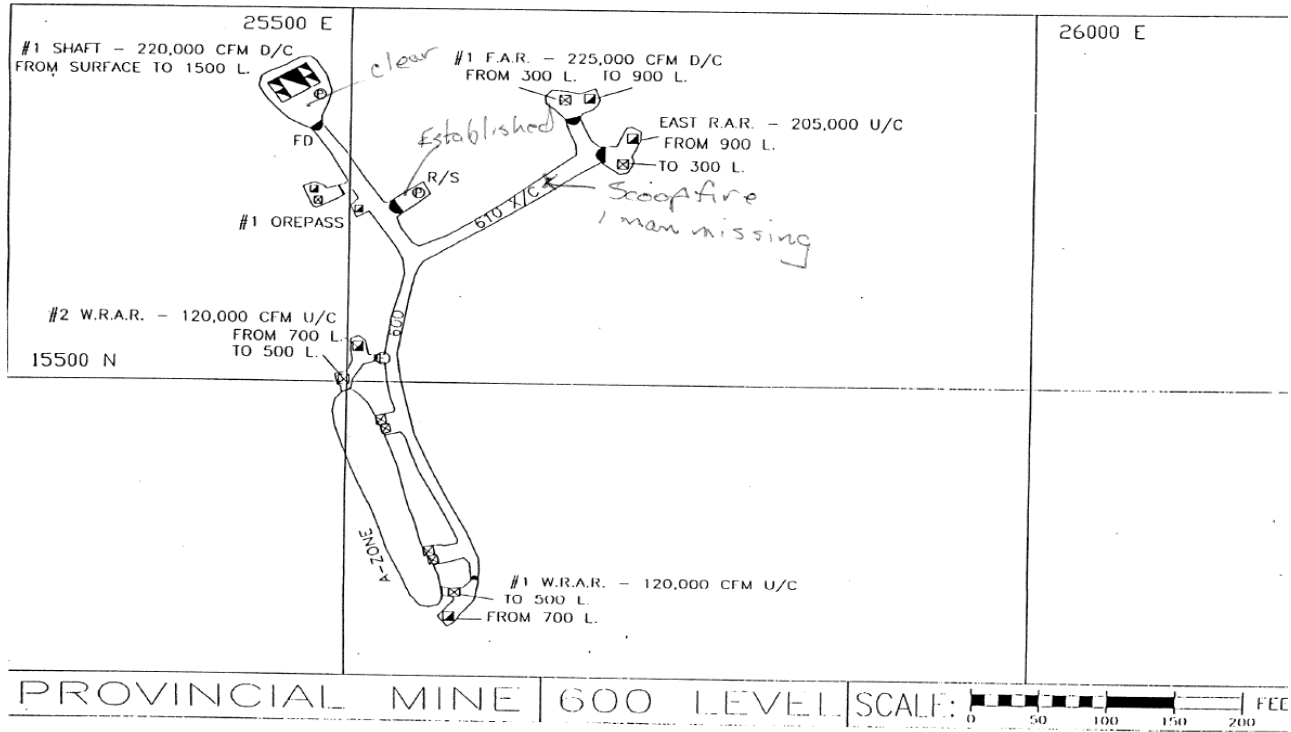 25500 E
26000 E
#1 SHAFT - 220,000 CFM D/C
FROM SURFACE TO 1500 L.
clear
#1 F.A.R. - 225,000 CFM D/C
FROM 300 L. TO 900 L.
Established
EAST R.A.R. - 205,000 U/C
FROM 900 L.
TO 300 L.
FD
P
P
R/S
#1 OREPASS
610 X/C
Scoop fire
1 man missing
#2 W.R.A.R. - 120,000 CFM U/C
FROM 700 L.
TO 500 L.
600
15500 N
A-ZONE
#1 W.R.A.R. - 120,000 CFM U/C
TO 500 L.
FROM 700 L.
PROVINCIAL MINE 600 LEVEL SCALE:
0 50 100 150 200 FEE